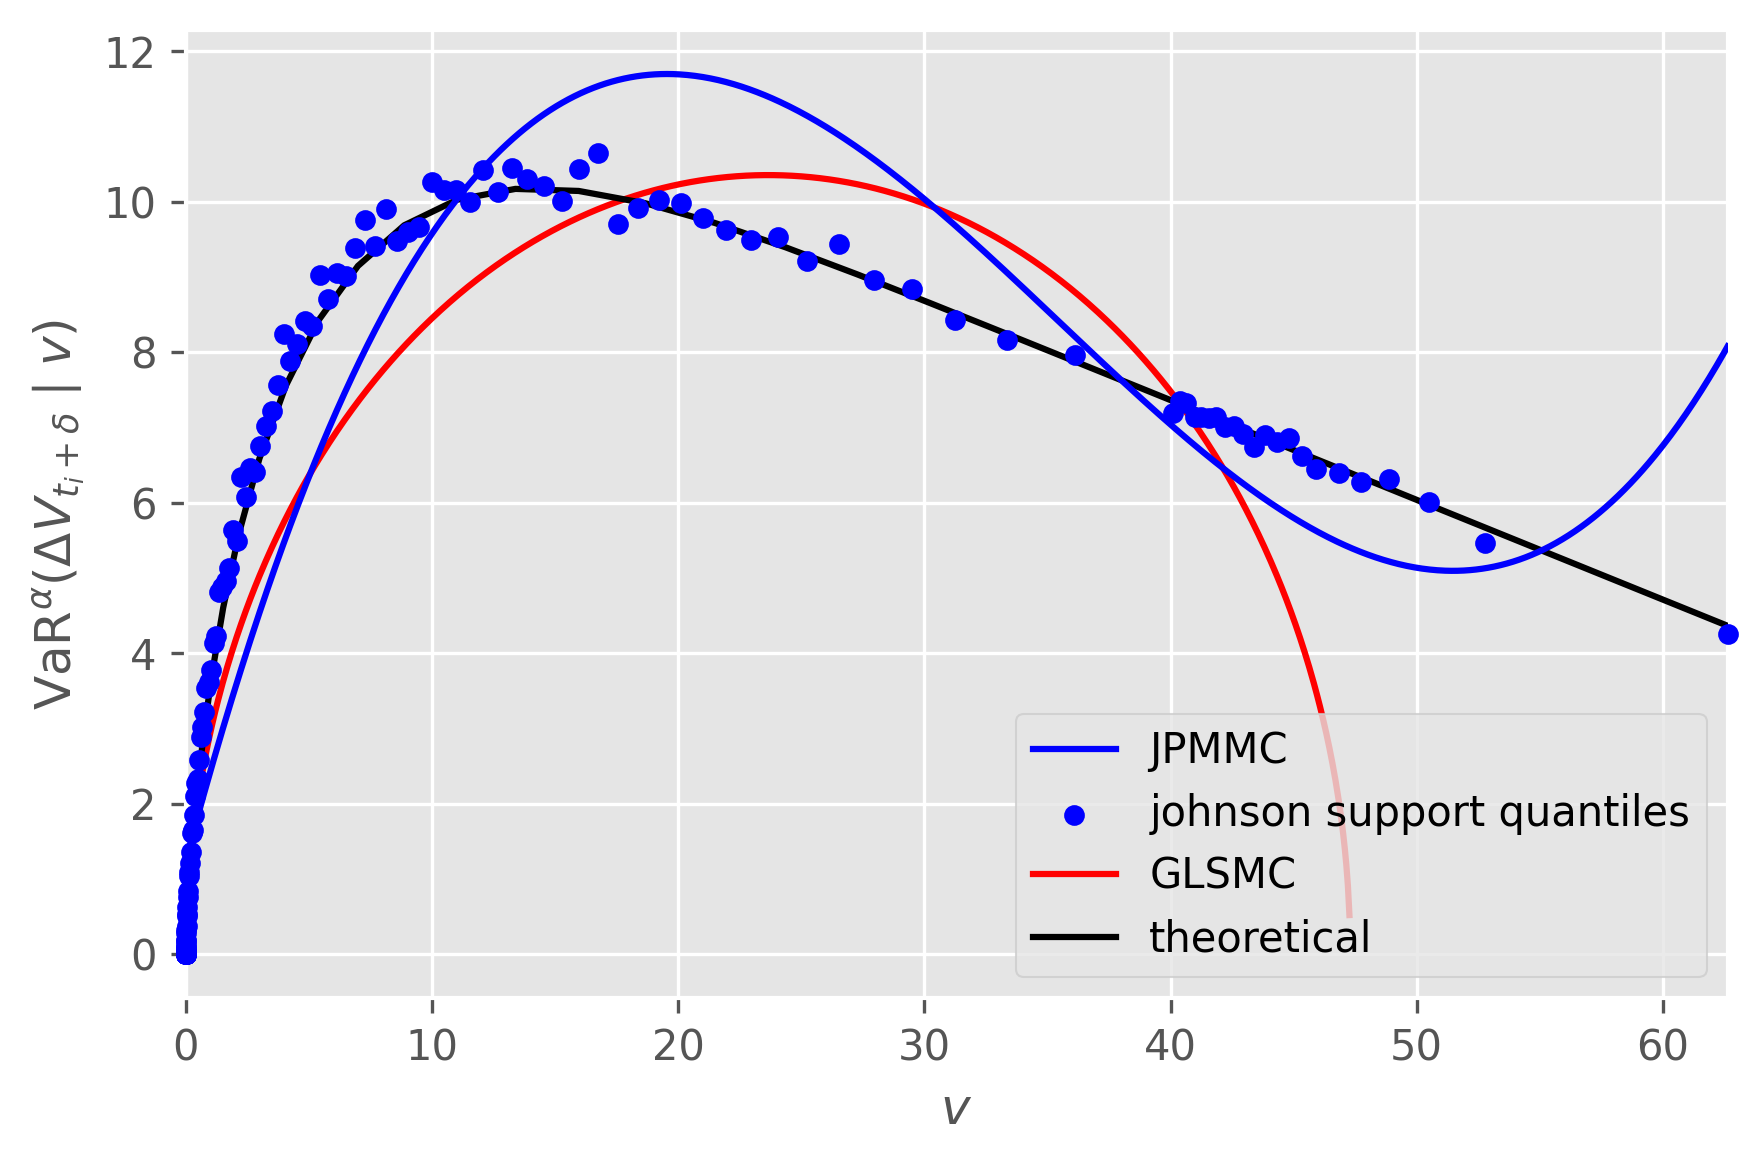 12
10
8
6
4
2
0
VaR^α(ΔV_{t_i+δ} | v)
JPMMC
johnson support quantiles
GLSMC
theoretical
0 10 20 30 40 50 60
v